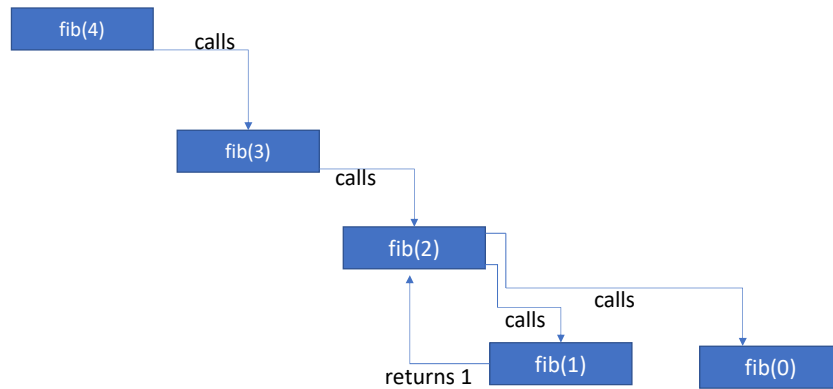 fib(4)
calls
fib(3)
calls
fib(2)
calls
calls
fib(1)
fib(0)
returns 1